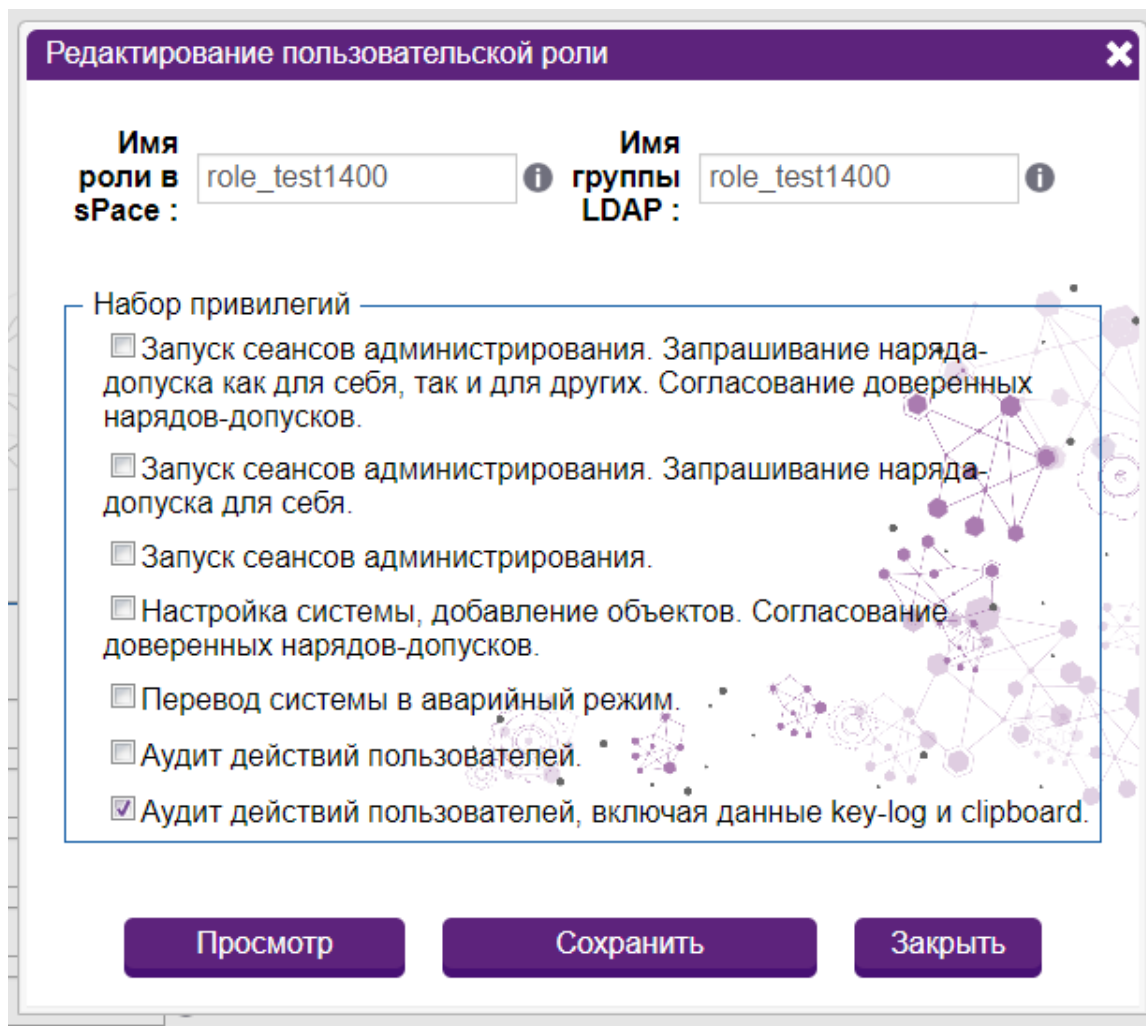 Редактирование пользовательской роли
Имя
роли в
sPace :
role_test1400
Имя
группы
LDAP :
role_test1400
Набор привилегий
Запуск сеансов администрирования. Запрашивание наряда-
допуска как для себя, так и для других. Согласование доверенных
нарядов-допусков.
Запуск сеансов администрирования. Запрашивание наряда-
допуска для себя.
Запуск сеансов администрирования.
Настройка системы, добавление объектов. Согласование
доверенных нарядов-допусков.
Перевод системы в аварийный режим.
Аудит действий пользователей.
Аудит действий пользователей, включая данные key-log и clipboard.
Просмотр
Сохранить
Закрыть